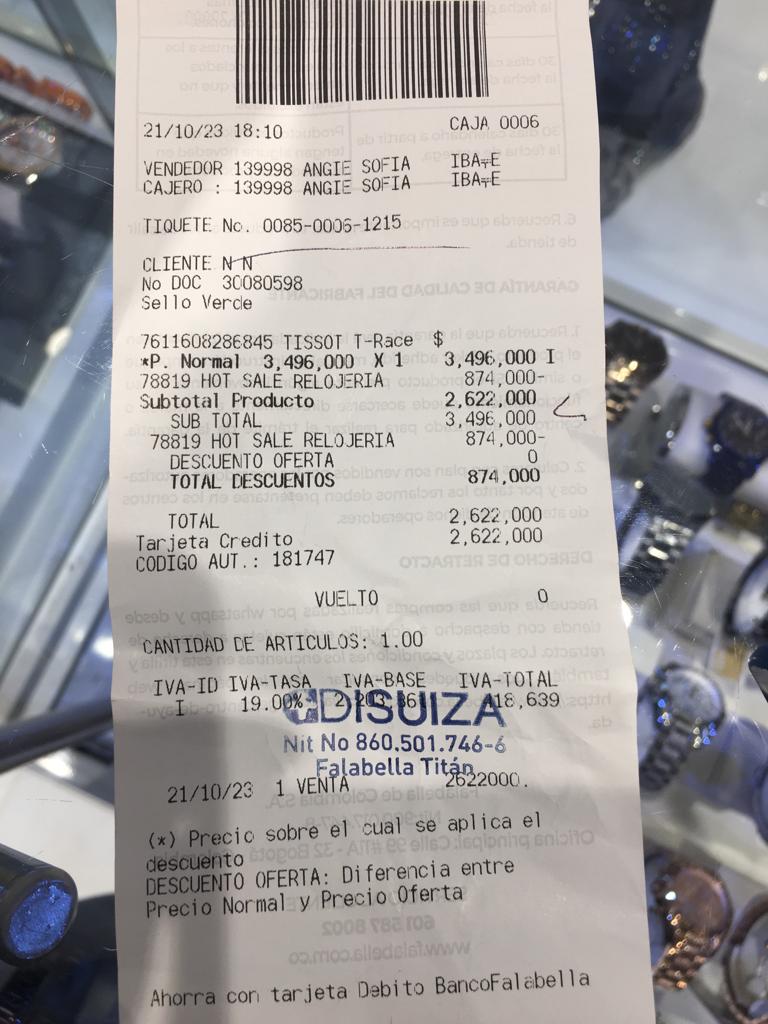 21/10/23 18:10 CAJA 0006
VENDEDOR 139998 ANGIE SOFIA IBA╤E
CAJERO : 139998 ANGIE SOFIA IBA╤E
TIQUETE No. 0085-0006-1215
CLIENTE N N
No DOC 30080598
Sello Verde
7611608286845 TISSOT T-Race $
*P. Normal 3,496,000 X 1 3,496,000 I
78819 HOT SALE RELOJERIA 874,000-
Subtotal Producto 2,622,000
SUB TOTAL 3,496,000
78819 HOT SALE RELOJERIA 874,000-
DESCUENTO OFERTA 0
TOTAL DESCUENTOS 874,000
TOTAL 2,622,000
Tarjeta Credito 2,622,000
CODIGO AUT.: 181747
VUELTO 0
CANTIDAD DE ARTICULOS: 1.00
IVA-ID IVA-TASA IVA-BASE IVA-TOTAL
I 19.00% 2,203,361 418,639
DISUIZA
Nit No 860.501.746-6
Falabella Titán
21/10/23 1 VENTA 2622000.
(*) Precio sobre el cual se aplica el
descuento
DESCUENTO OFERTA: Diferencia entre
Precio Normal y Precio Oferta
Ahorra con tarjeta Debito BancoFalabella